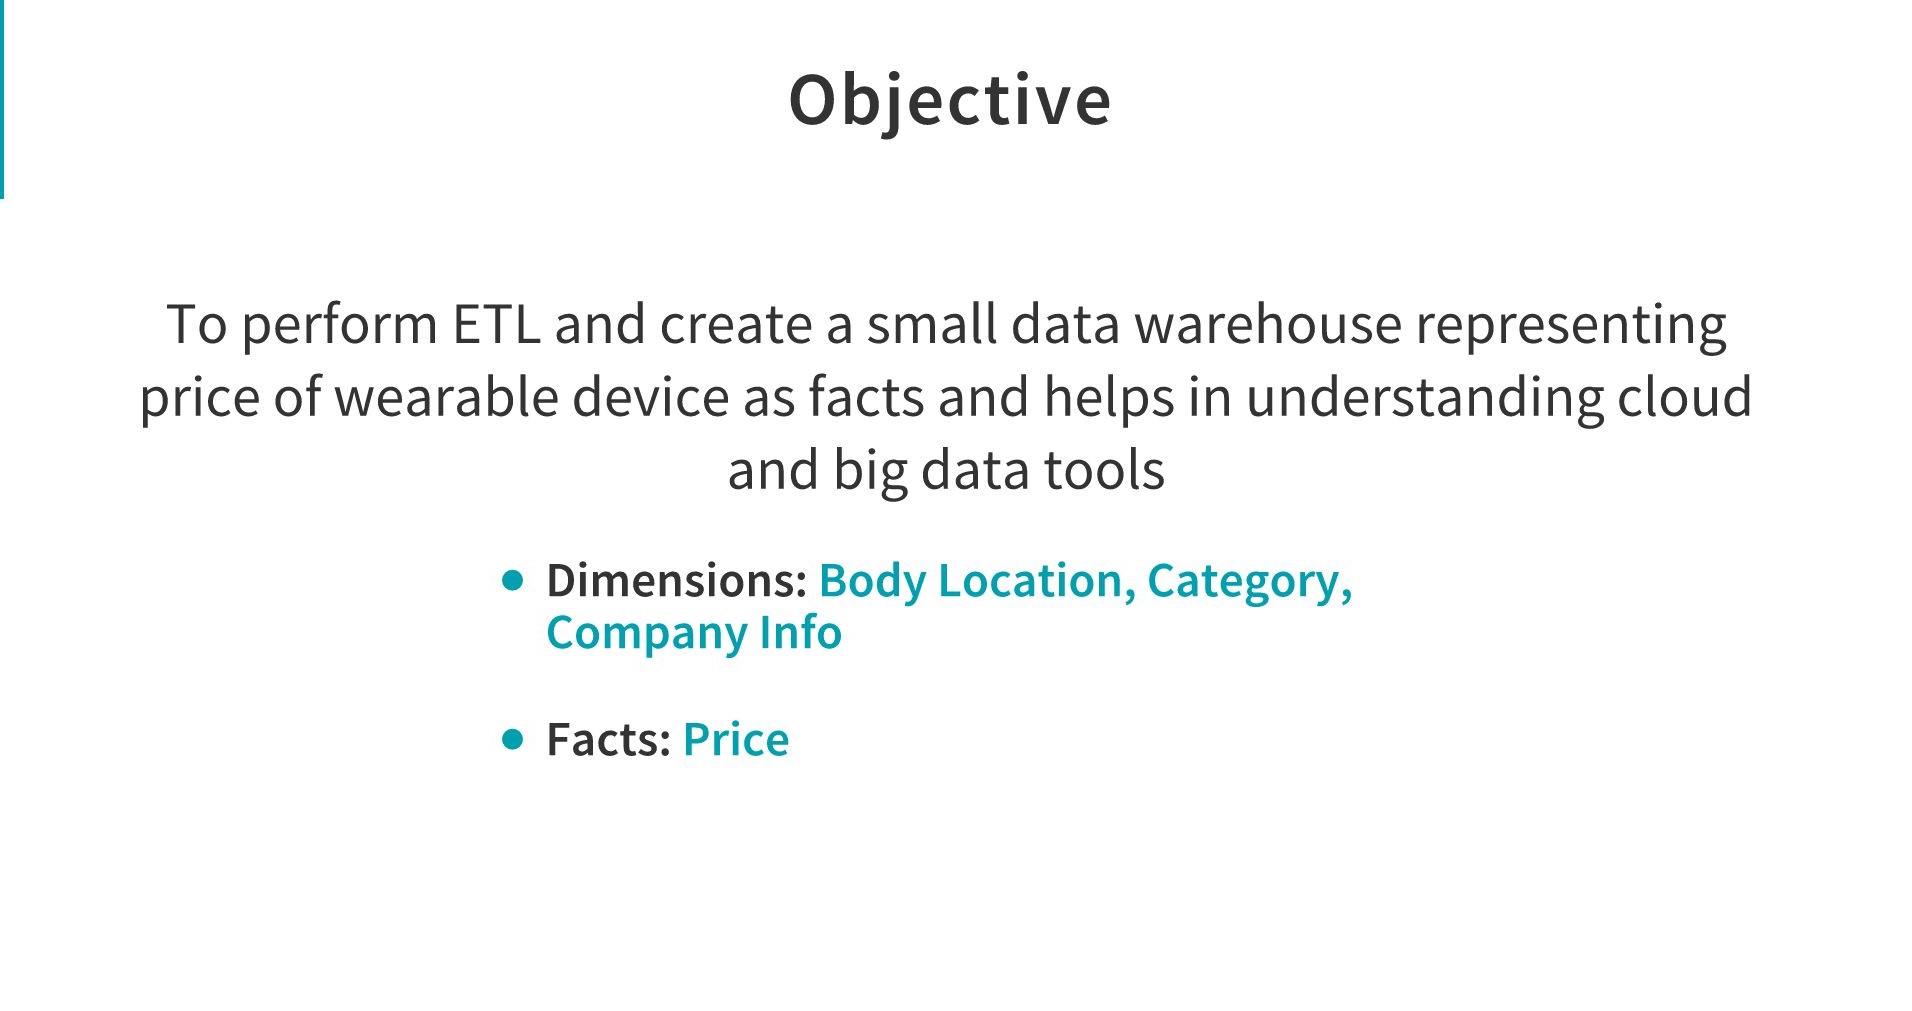 Objective
To perform ETL and create a small data warehouse representing
price of wearable device as facts and helps in understanding cloud
and big data tools
Dimensions: Body Location, Category,
Company Info
Facts: Price